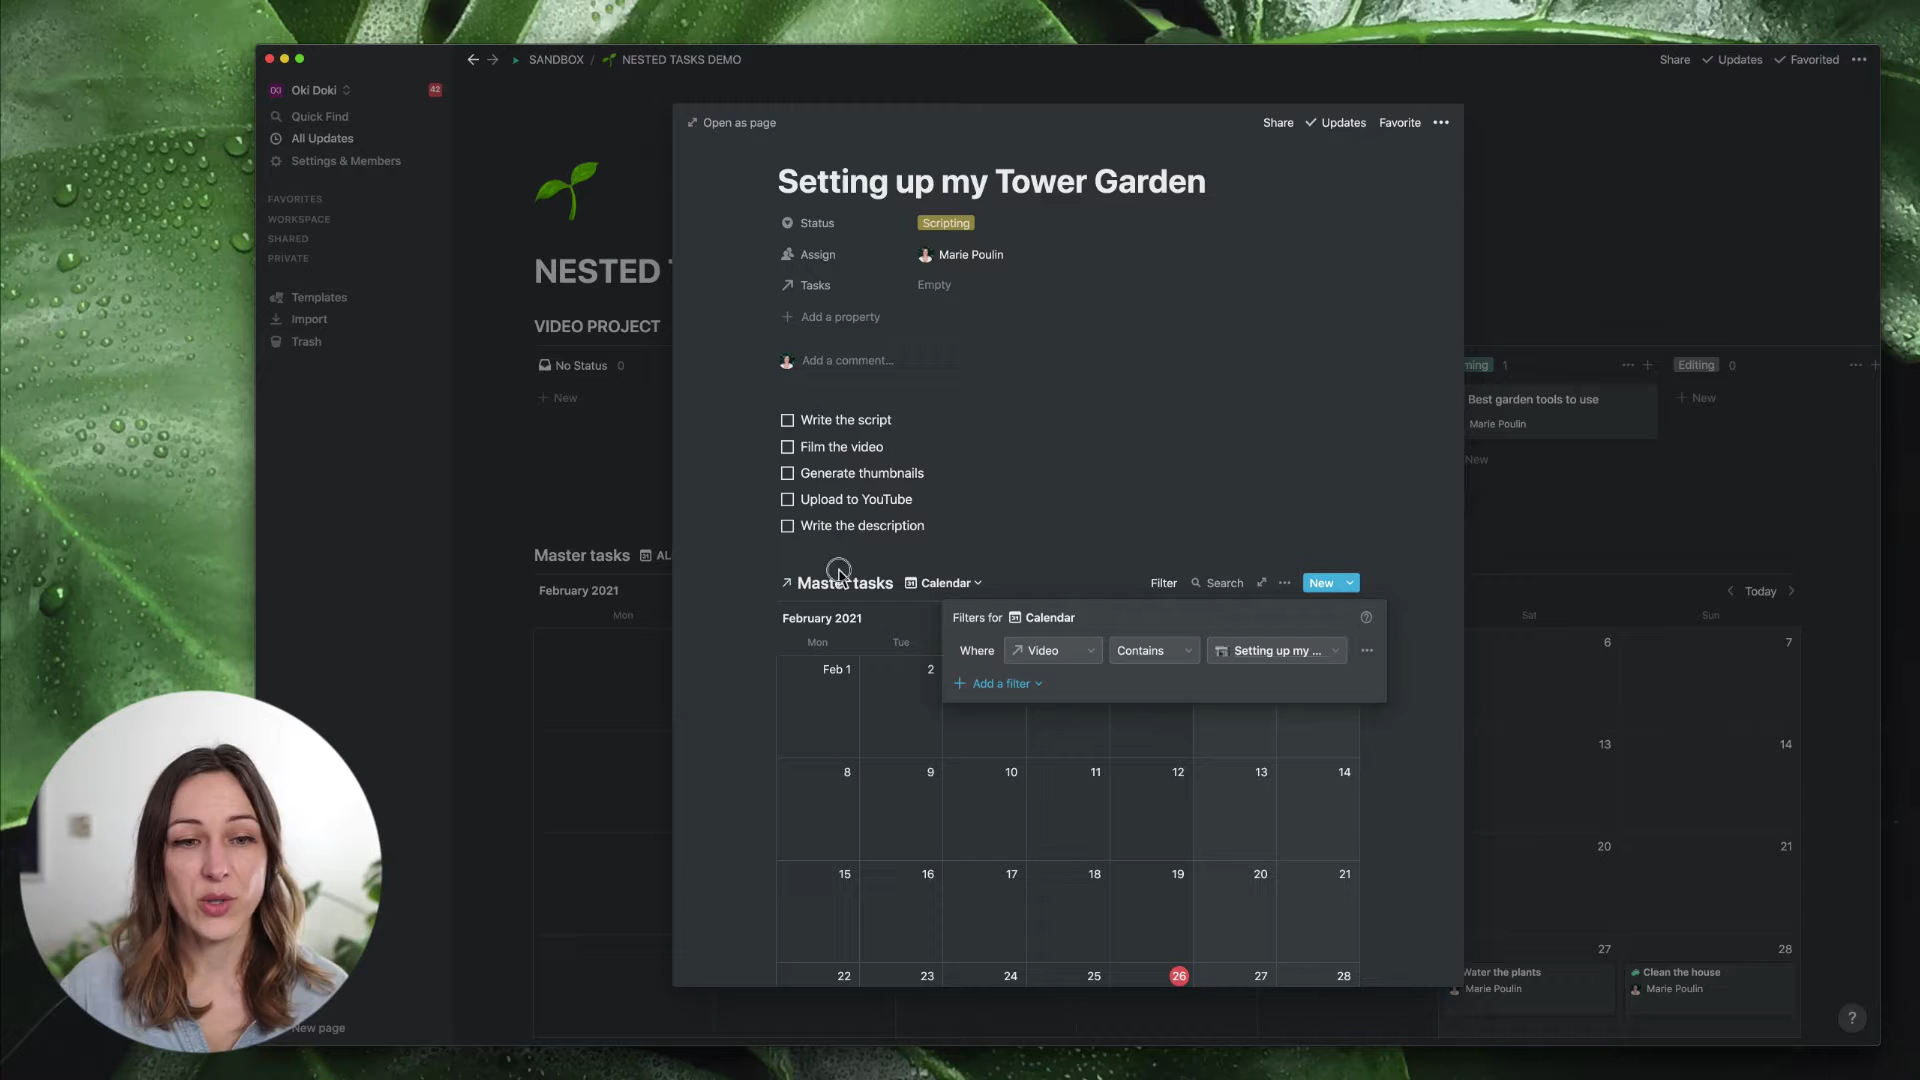 SANDBOX / NESTED TASKS DEMO
Share Updates Favorited
Oki Doki 42
Quick Find
All Updates
Settings & Members
FAVORITES
WORKSPACE
SHARED
PRIVATE
Templates
Import
Trash
New page
NESTED
VIDEO PROJECT
No Status 0
+ New
Master tasks 31
February 2021
Mon
Open as page
Share Updates Favorite
Setting up my Tower Garden
Status Scripting
Assign Marie Poulin
Tasks Empty
+ Add a property
Add a comment...
Write the script
Film the video
Generate thumbnails
Upload to YouTube
Write the description
Master tasks 31 Calendar Filter Search New
February 2021
Mon Tue
Filters for 31 Calendar
Where Video Contains Setting up my ...
+ Add a filter
Feb 1 2
8 9 10 11 12 13 14
15 16 17 18 19 20 21
22 23 24 25 26 27 28
1 Editing 0
Best garden tools to use
Marie Poulin
New
+ New
Today
Sat Sun
6 7
13 14
20 21
27 28
Water the plants
Marie Poulin
Clean the house
Marie Poulin
?